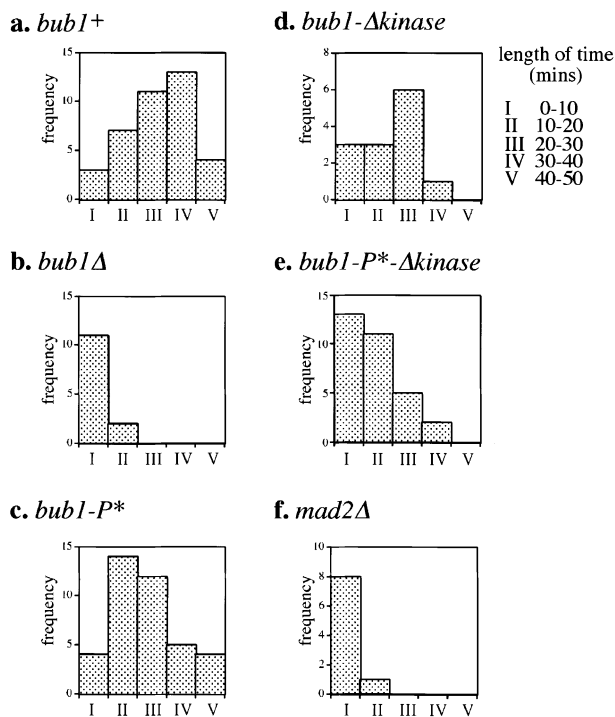 a. bub1+
15
10
5
0
frequency
I II III IV V
d. bub1-Δkinase
8
6
4
2
0
frequency
I II III IV V
length of time
(mins)
I 0-10
II 10-20
III 20-30
IV 30-40
V 40-50
b. bub1Δ
15
10
5
0
frequency
I II III IV V
e. bub1-P*-Δkinase
15
10
5
0
frequency
I II III IV V
c. bub1-P*
15
10
5
0
frequency
I II III IV V
f. mad2Δ
10
8
6
4
2
0
frequency
I II III IV V